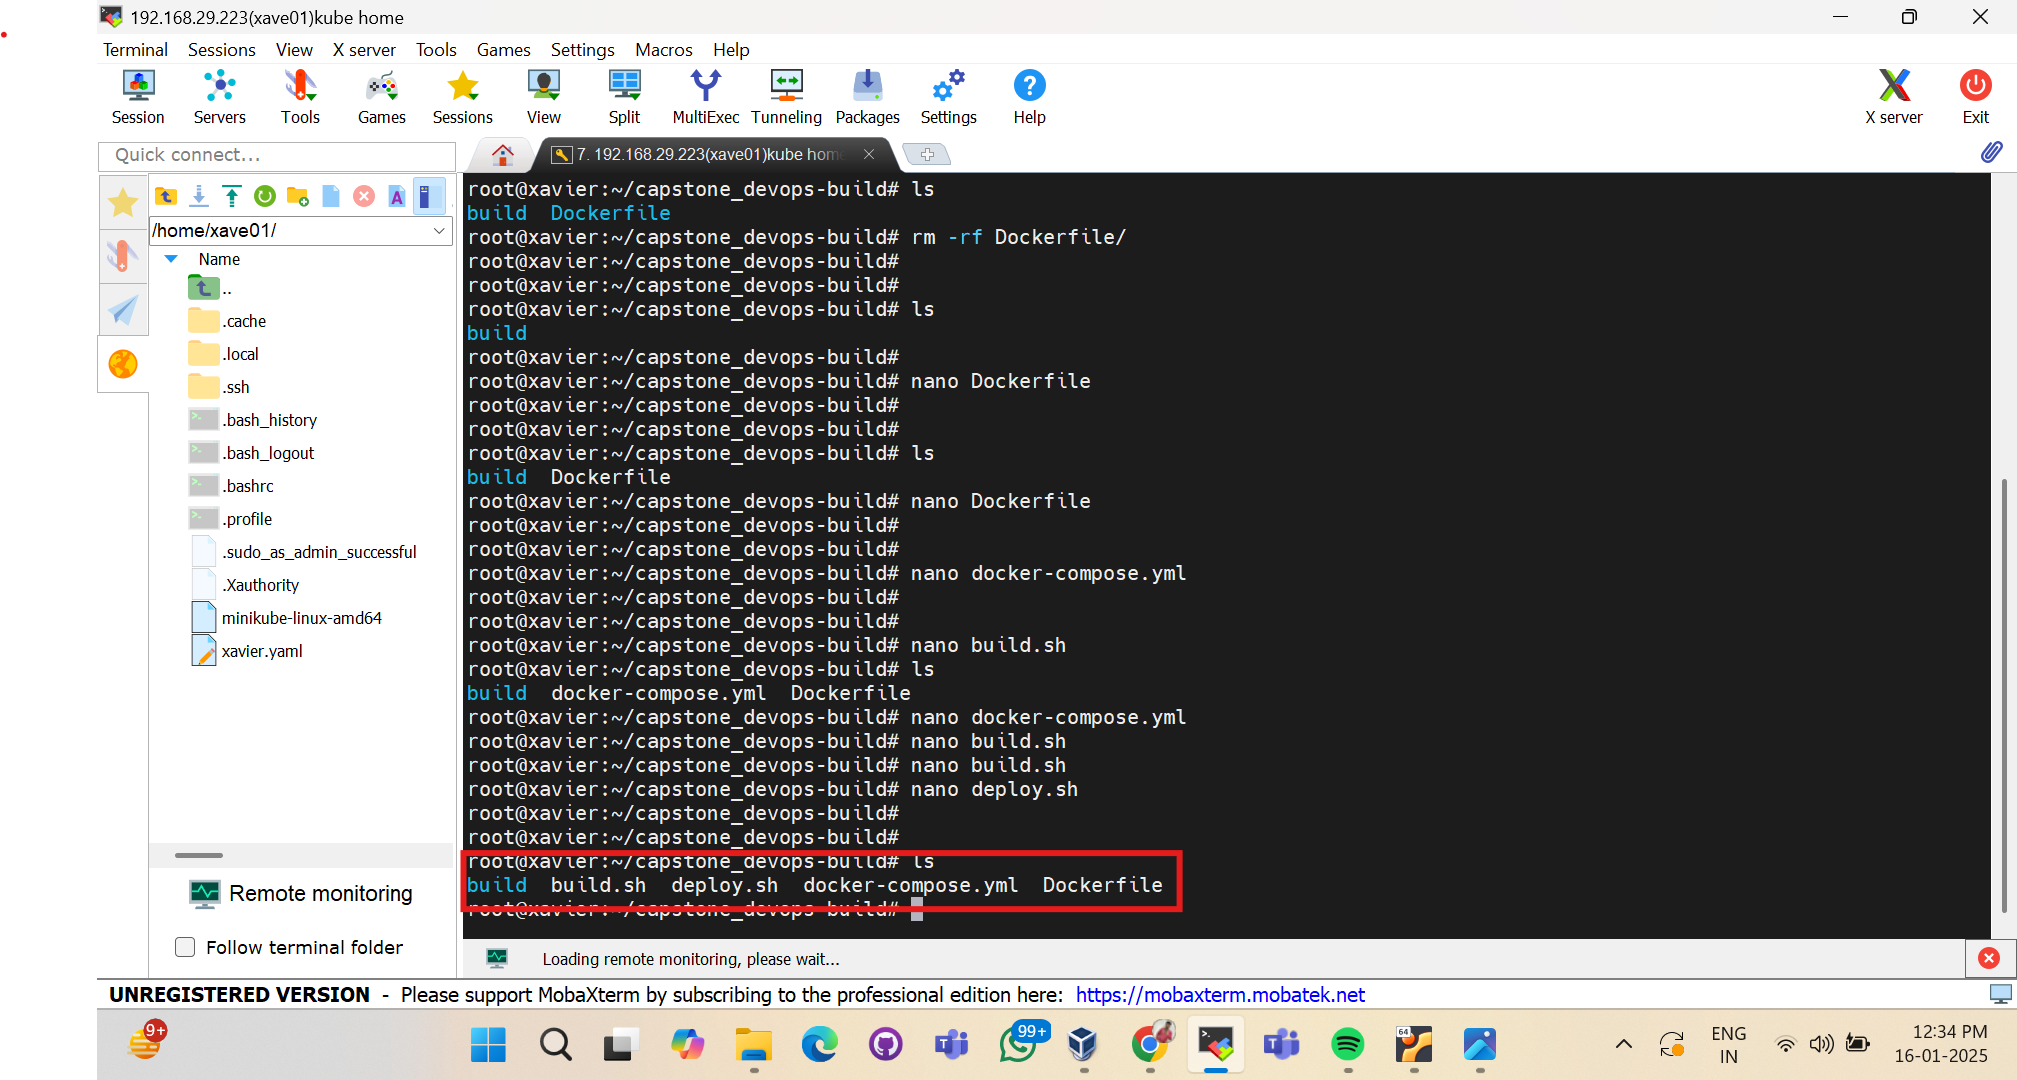 192.168.29.223(xave01)kube home
Terminal Sessions View X server Tools Games Settings Macros Help
Session Servers Tools Games Sessions View Split MultiExec Tunneling Packages Settings Help X server Exit
Quick connect...
7. 192.168.29.223(xave01)kube home
/home/xave01/
Name
..
.cache
.local
.ssh
.bash_history
.bash_logout
.bashrc
.profile
.sudo_as_admin_successful
.Xauthority
minikube-linux-amd64
xavier.yaml
Remote monitoring
Follow terminal folder
root@xavier:~/capstone_devops-build# ls
build Dockerfile
root@xavier:~/capstone_devops-build# rm -rf Dockerfile/
root@xavier:~/capstone_devops-build#
root@xavier:~/capstone_devops-build#
root@xavier:~/capstone_devops-build# ls
build
root@xavier:~/capstone_devops-build#
root@xavier:~/capstone_devops-build# nano Dockerfile
root@xavier:~/capstone_devops-build#
root@xavier:~/capstone_devops-build#
root@xavier:~/capstone_devops-build# ls
build Dockerfile
root@xavier:~/capstone_devops-build# nano Dockerfile
root@xavier:~/capstone_devops-build#
root@xavier:~/capstone_devops-build#
root@xavier:~/capstone_devops-build# nano docker-compose.yml
root@xavier:~/capstone_devops-build#
root@xavier:~/capstone_devops-build#
root@xavier:~/capstone_devops-build# nano build.sh
root@xavier:~/capstone_devops-build# ls
build docker-compose.yml Dockerfile
root@xavier:~/capstone_devops-build# nano docker-compose.yml
root@xavier:~/capstone_devops-build# nano build.sh
root@xavier:~/capstone_devops-build# nano build.sh
root@xavier:~/capstone_devops-build# nano deploy.sh
root@xavier:~/capstone_devops-build#
root@xavier:~/capstone_devops-build#
root@xavier:~/capstone_devops-build# ls
build build.sh deploy.sh docker-compose.yml Dockerfile
root@xavier:~/capstone_devops-build#
Loading remote monitoring, please wait...
UNREGISTERED VERSION - Please support MobaXterm by subscribing to the professional edition here: https://mobaxterm.mobatek.net
9+
99+
64
ENG
IN
12:34 PM
16-01-2025